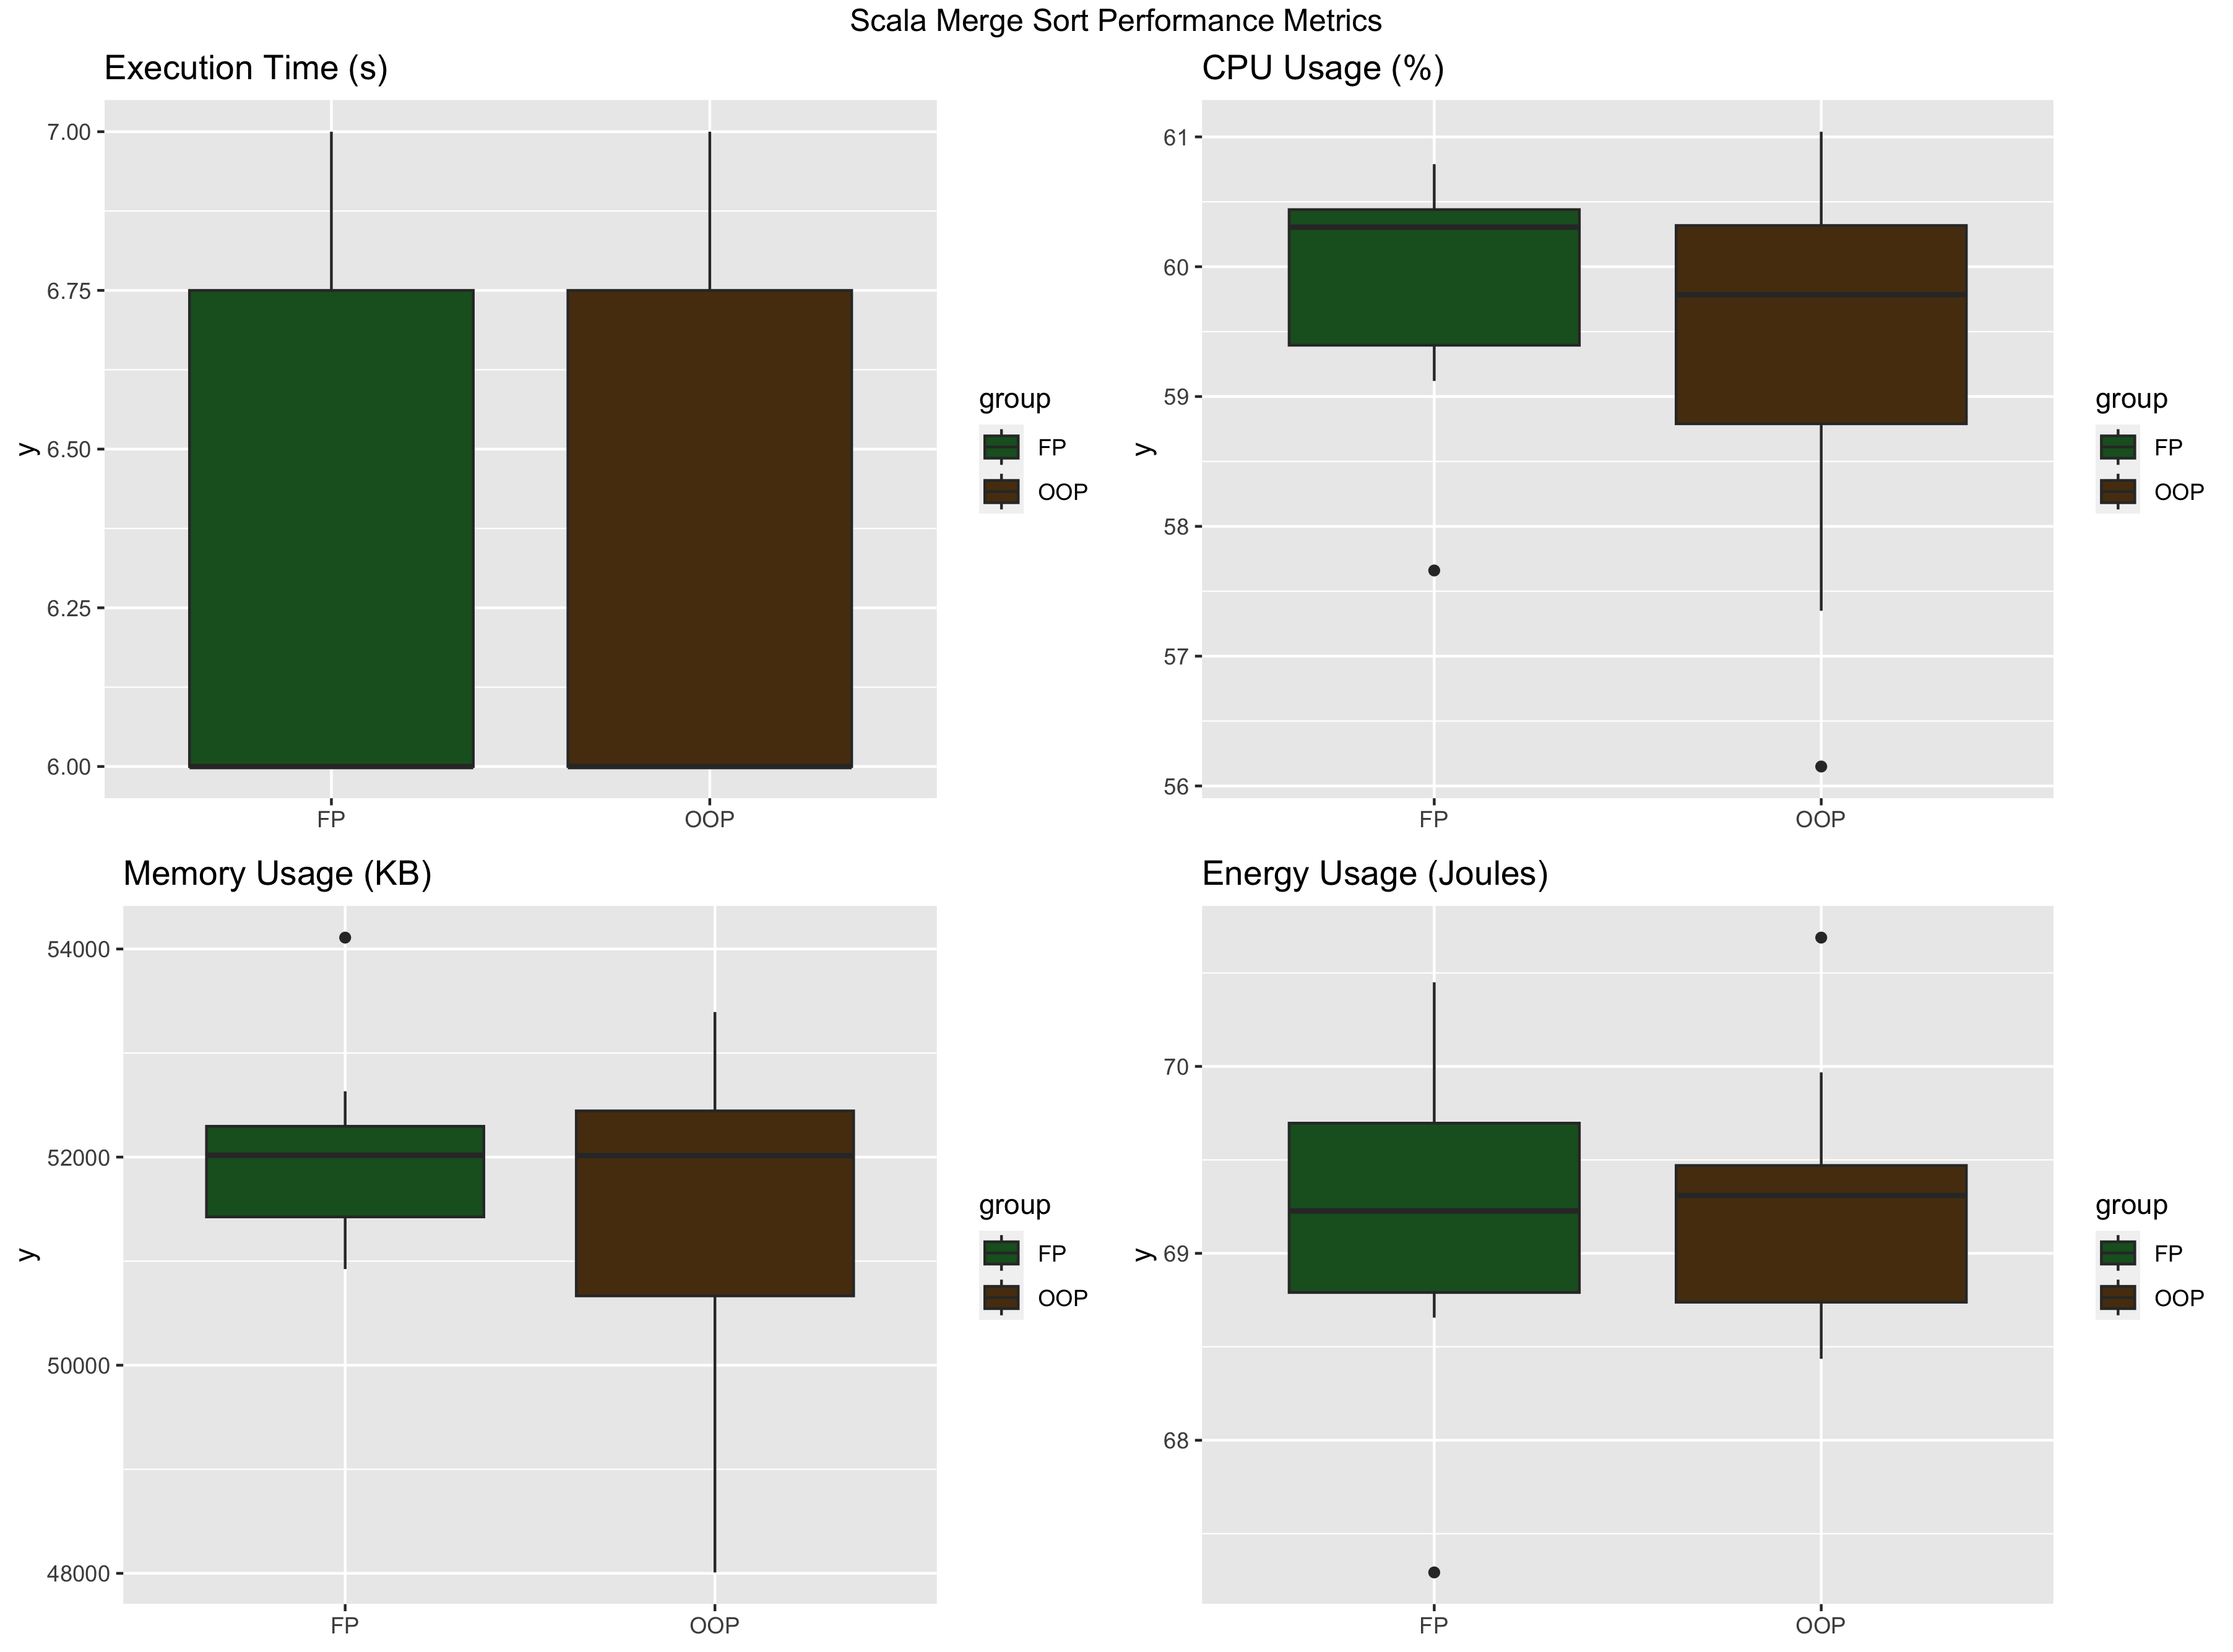 Scala Merge Sort Performance Metrics
Execution Time (s)
7.00
6.75
6.50
6.25
6.00
y
FP
OOP
group
FP
OOP
CPU Usage (%)
61
60
59
58
57
56
y
FP
OOP
group
FP
OOP
Memory Usage (KB)
54000
52000
50000
48000
y
FP
OOP
group
FP
OOP
Energy Usage (Joules)
70
69
68
y
FP
OOP
group
FP
OOP